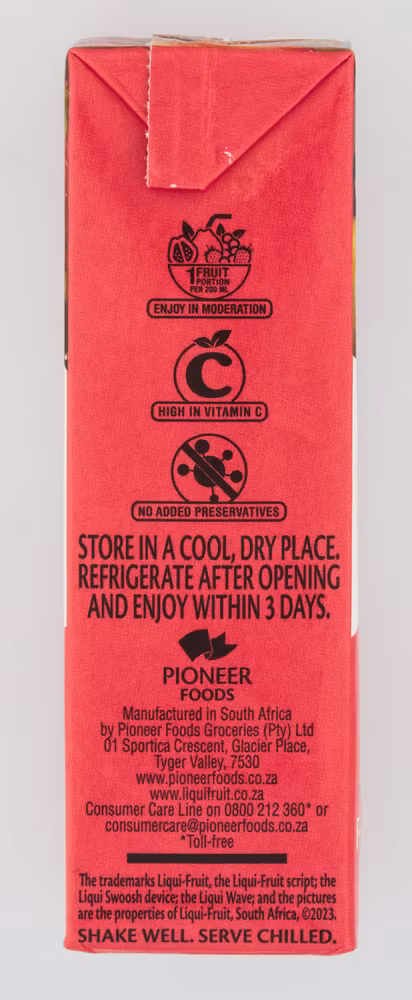 1 FRUIT
PORTION
PER 200 ML
ENJOY IN MODERATION
C
HIGH IN VITAMIN C
NO ADDED PRESERVATIVES
STORE IN A COOL, DRY PLACE.
REFRIGERATE AFTER OPENING
AND ENJOY WITHIN 3 DAYS.
PIONEER
FOODS
Manufactured in South Africa
by Pioneer Foods Groceries (Pty) Ltd
01 Sportica Crescent, Glacier Place,
Tyger Valley, 7530
www.pioneerfoods.co.za
www.liquifruit.co.za
Consumer Care Line on 0800 212 360* or
consumercare@pioneerfoods.co.za
*Toll-free
The trademarks Liqui-Fruit, the Liqui-Fruit script; the
Liqui Swoosh device; the Liqui Wave; and the pictures
are the properties of Liqui-Fruit, South Africa, ©2023.
SHAKE WELL. SERVE CHILLED.